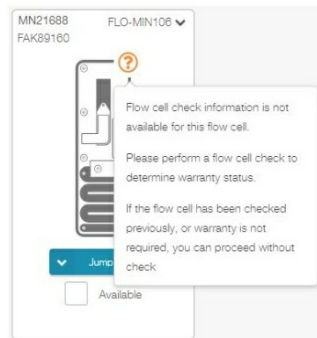 MN21688 FLO-MIN106
FAK89160
?
Flow cell check information is not
available for this flow cell.
Please perform a flow cell check to
determine warranty status.
If the flow cell has been checked
previously, or warranty is not
required, you can proceed without
check
Jump
Available